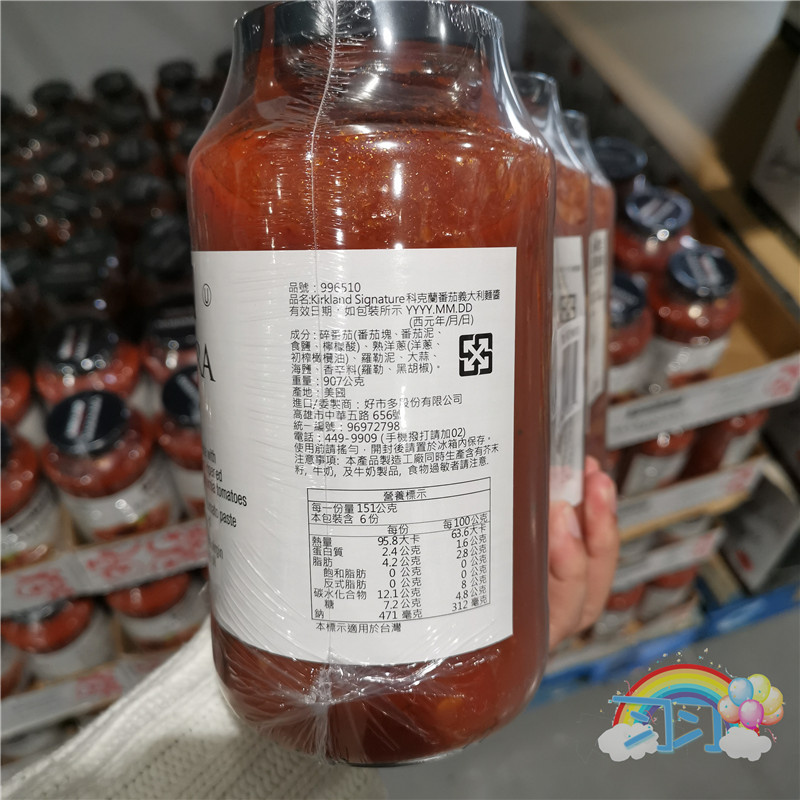 品號:996510
品名:Kirkland Signature 科克蘭番茄義大利麵醬
有效日期: 如包裝所示 YYYY.MM.DD
(西元年/月/日)
成分: 碎番茄(番茄塊、番茄泥、
食鹽、檸檬酸)、熟洋蔥(洋蔥、
初榨橄欖油)、羅勒泥、大蒜、
海鹽、香辛料(羅勒、黑胡椒)。
重量: 907公克
產地: 美國
進口/委製商: 好市多股份有限公司
高雄市中華五路 656號
統一編號: 96972798
電話: 449-9909 (手機撥打請加02)
使用前請搖勻, 開封後請置於冰箱內保存。
注意事項: 本產品製造工廠同時生產含有芥末
籽, 牛奶, 及牛奶製品, 食物過敏者請注意.
營養標示
每一份量 151公克
本包裝含 6份
每份 每100公克
熱量 95.8大卡 63.6大卡
蛋白質 2.4 公克 1.6 公克
脂肪 4.2 公克 2.8 公克
飽和脂肪 0 公克 0 公克
反式脂肪 0 公克 0 公克
碳水化合物 12.1公克 8 公克
糖 7.2 公克 4.8 公克
鈉 471 毫克 312 毫克
本標示適用於台灣
RA
with
ed
tomatoes
paste